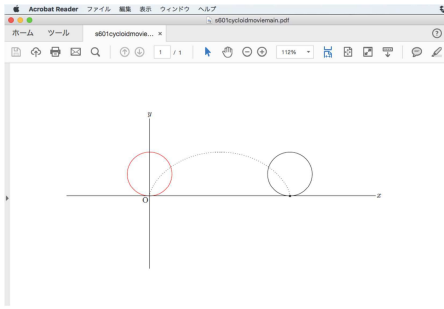 Acrobat Reader ファイル 編集 表示 ウィンドウ ヘルプ
s601cycloidmoviemain.pdf
ホーム ツール s601cycloidmovie... ×
1 / 1 112%
y
O x